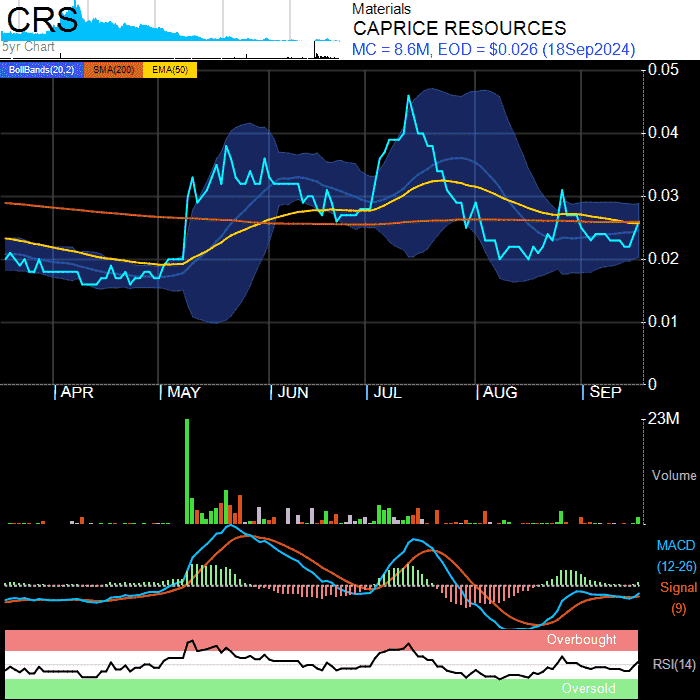 CRS
5yr Chart
Materials
CAPRICE RESOURCES
MC = 8.6M, EOD = $0.026 (18Sep2024)
BollBands(20,2) SMA(200) EMA(50)
0.05
0.04
0.03
0.02
0.01
0
APR MAY JUN JUL AUG SEP
23M
Volume
MACD
(12-26)
Signal
(9)
Overbought
RSI(14)
Oversold